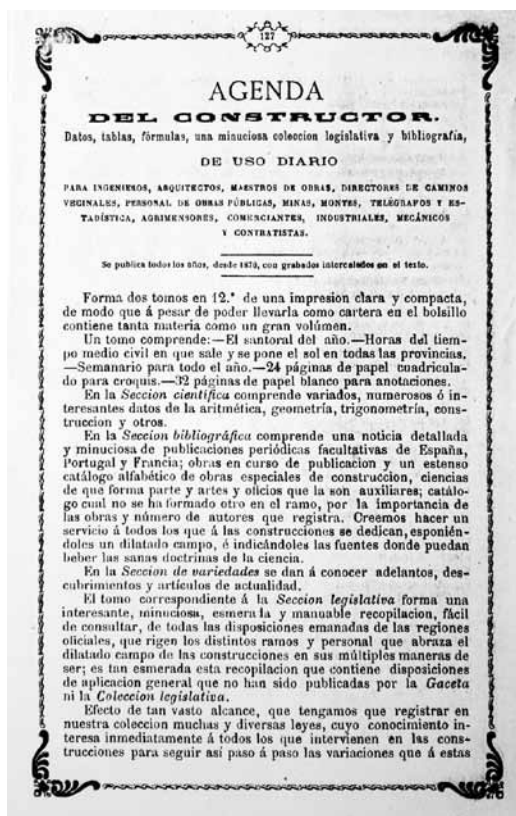 127
AGENDA
DEL CONSTRUCTOR.
Datos, tablas, fórmulas, una minuciosa coleccion legislativa y bibliografía,
DE USO DIARIO
PARA INGENIEROS, ARQUITECTOS, MAESTROS DE OBRAS, DIRECTORES DE CAMINOS
VECINALES, PERSONAL DE OBRAS PÚBLICAS, MINAS, MONTES, TELÉGRAFOS Y ES-
TADÍSTICA, AGRIMENSORES, COMERCIANTES, INDUSTRIALES, MECÁNICOS
Y CONTRATISTAS.
Se publica todos los años, desde 1873, con grabados intercalados en el texto.
Forma dos tomos en 12.° de una impresion clara y compacta,
de modo que á pesar de poder llevarla como cartera en el bolsillo
contiene tanta materia como un gran volúmen.
Un tomo comprende:—El santoral del año.—Horas del tiem-
po medio civil en que sale y se pone el sol en todas las provincias.
—Semanario para todo el año.—24 páginas de papel cuadricula-
do para croquis.—32 páginas de papel blanco para anotaciones.
En la Seccion científica comprende variados, numerosos é in-
teresantes datos de la aritmética, geometría, trigonometría, cons-
truccion y otros.
En la Seccion bibliográfica comprende una noticia detallada
y minuciosa de publicaciones periódicas facultativas de España,
Portugal y Francia; obras en curso de publicacion y un estenso
catálogo alfabético de obras especiales de construccion, ciencias
de que forma parte y artes y oficios que la son auxiliares; catálo-
go cual no se ha formado otro en el ramo, por la importancia de
las obras y número de autores que registra. Creemos hacer un
servicio á todos los que á las construcciones se dedican, esponién-
doles un dilatado campo, é indicándoles las fuentes donde puedan
beber las sanas doctrinas de la ciencia.
En la Seccion de variedades se dan á conocer adelantos, des-
cubrimientos y artículos de actualidad.
El tomo correspondiente á la Seccion legislativa forma una
interesante, minuciosa, esmerala y manuable recopilacion, fácil
de consultar, de todas las disposiciones emanadas de las regiones
oficiales, que rigen los distintos ramos y personal que abraza el
dilatado campo de las construcciones en sus múltiples maneras de
ser; es tan esmerada esta recopilacion que contiene disposiciones
de aplicacion general que no han sido publicadas por la Gaceta
ni la Coleccion legislativa.
Efecto de tan vasto alcance, que tengamos que registrar en
nuestra coleccion muchas y diversas leyes, cuyo conocimiento in-
teresa inmediatamente á todos los que intervienen en las cons-
trucciones para seguir así paso á paso las variaciones que á estas